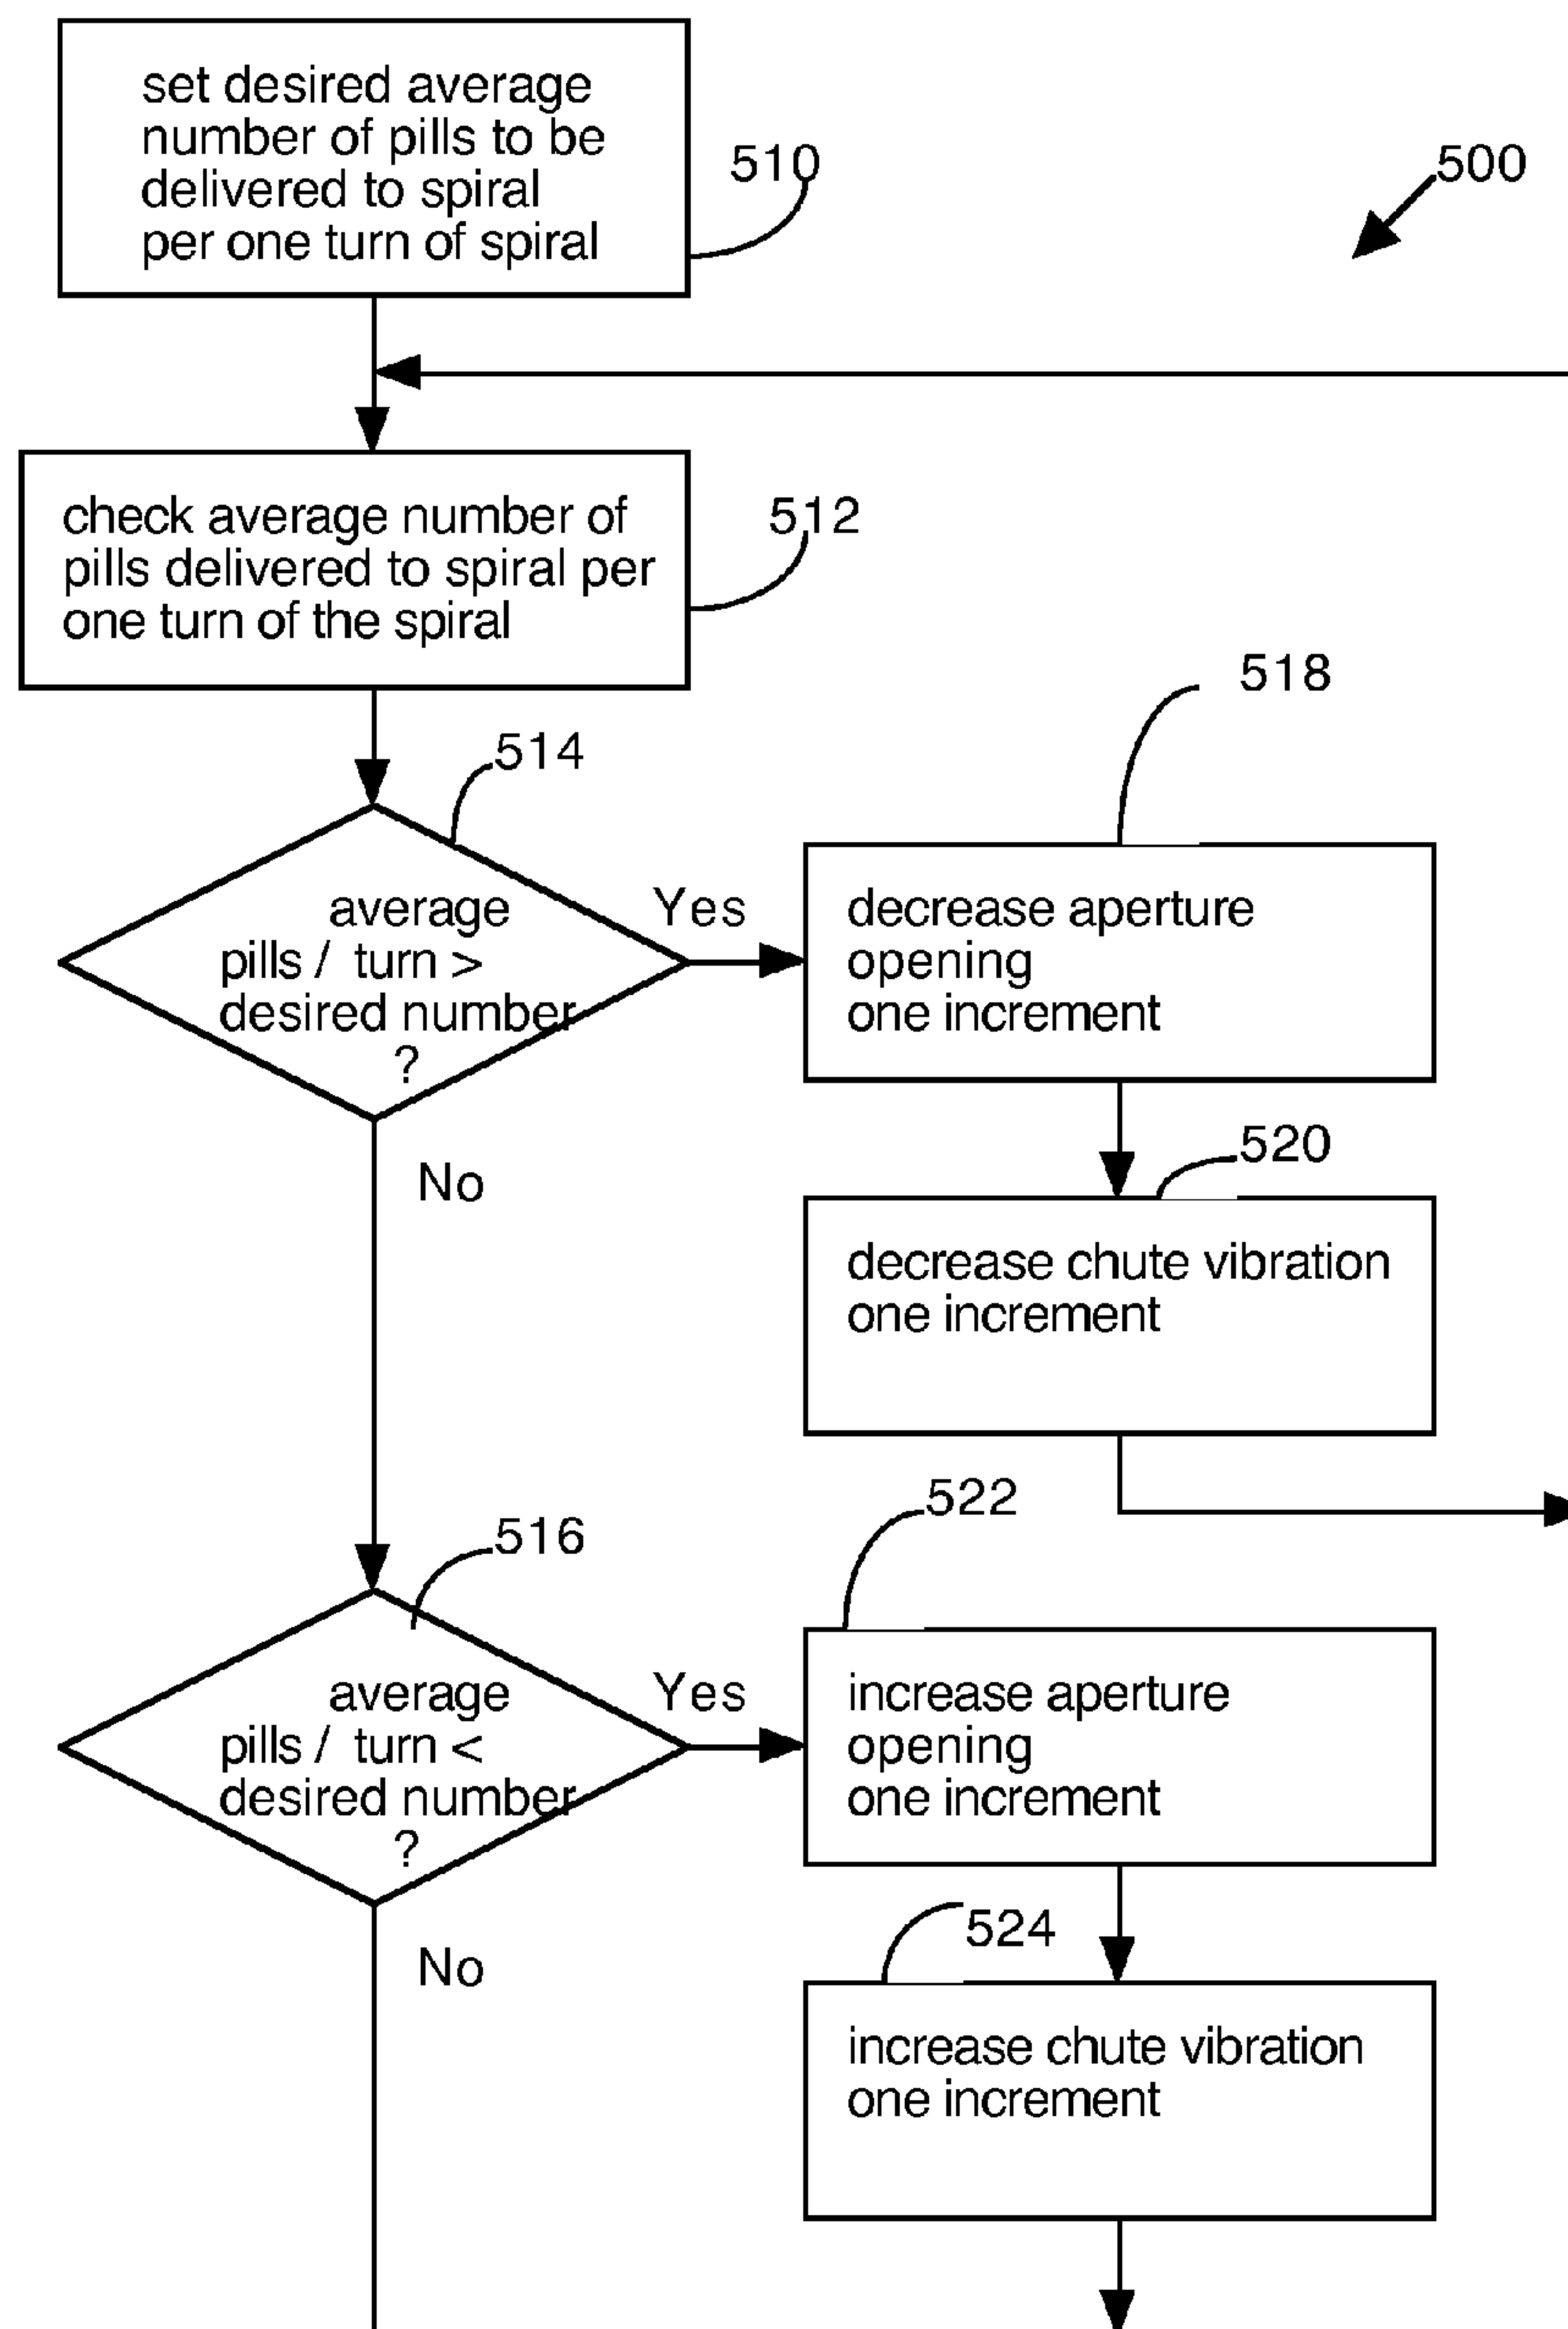 set desired average
number of pills to be
delivered to spiral
per one turn of spiral
510
500
check average number of
pills delivered to spiral per
one turn of the spiral
512
518
514
average
pills / turn >
desired number
?
Yes
No
decrease aperture
opening
one increment
520
decrease chute vibration
one increment
522
516
average
pills / turn <
desired number
?
Yes
No
increase aperture
opening
one increment
524
increase chute vibration
one increment